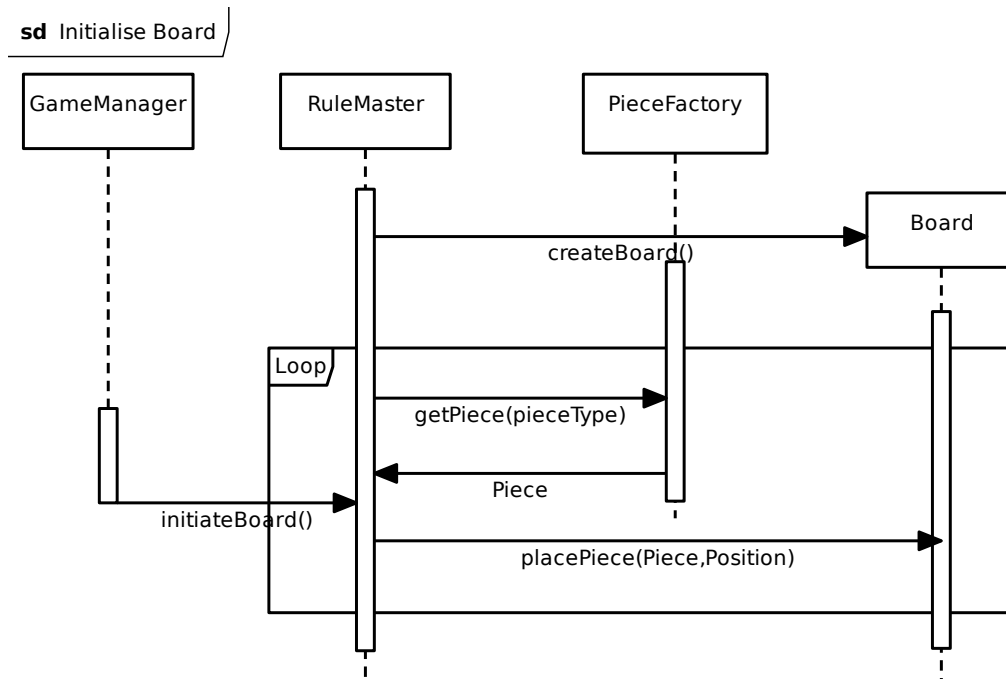 sd Initialise Board
GameManager
RuleMaster
PieceFactory
Board
createBoard()
Loop
getPiece(pieceType)
Piece
initiateBoard()
placePiece(Piece,Position)